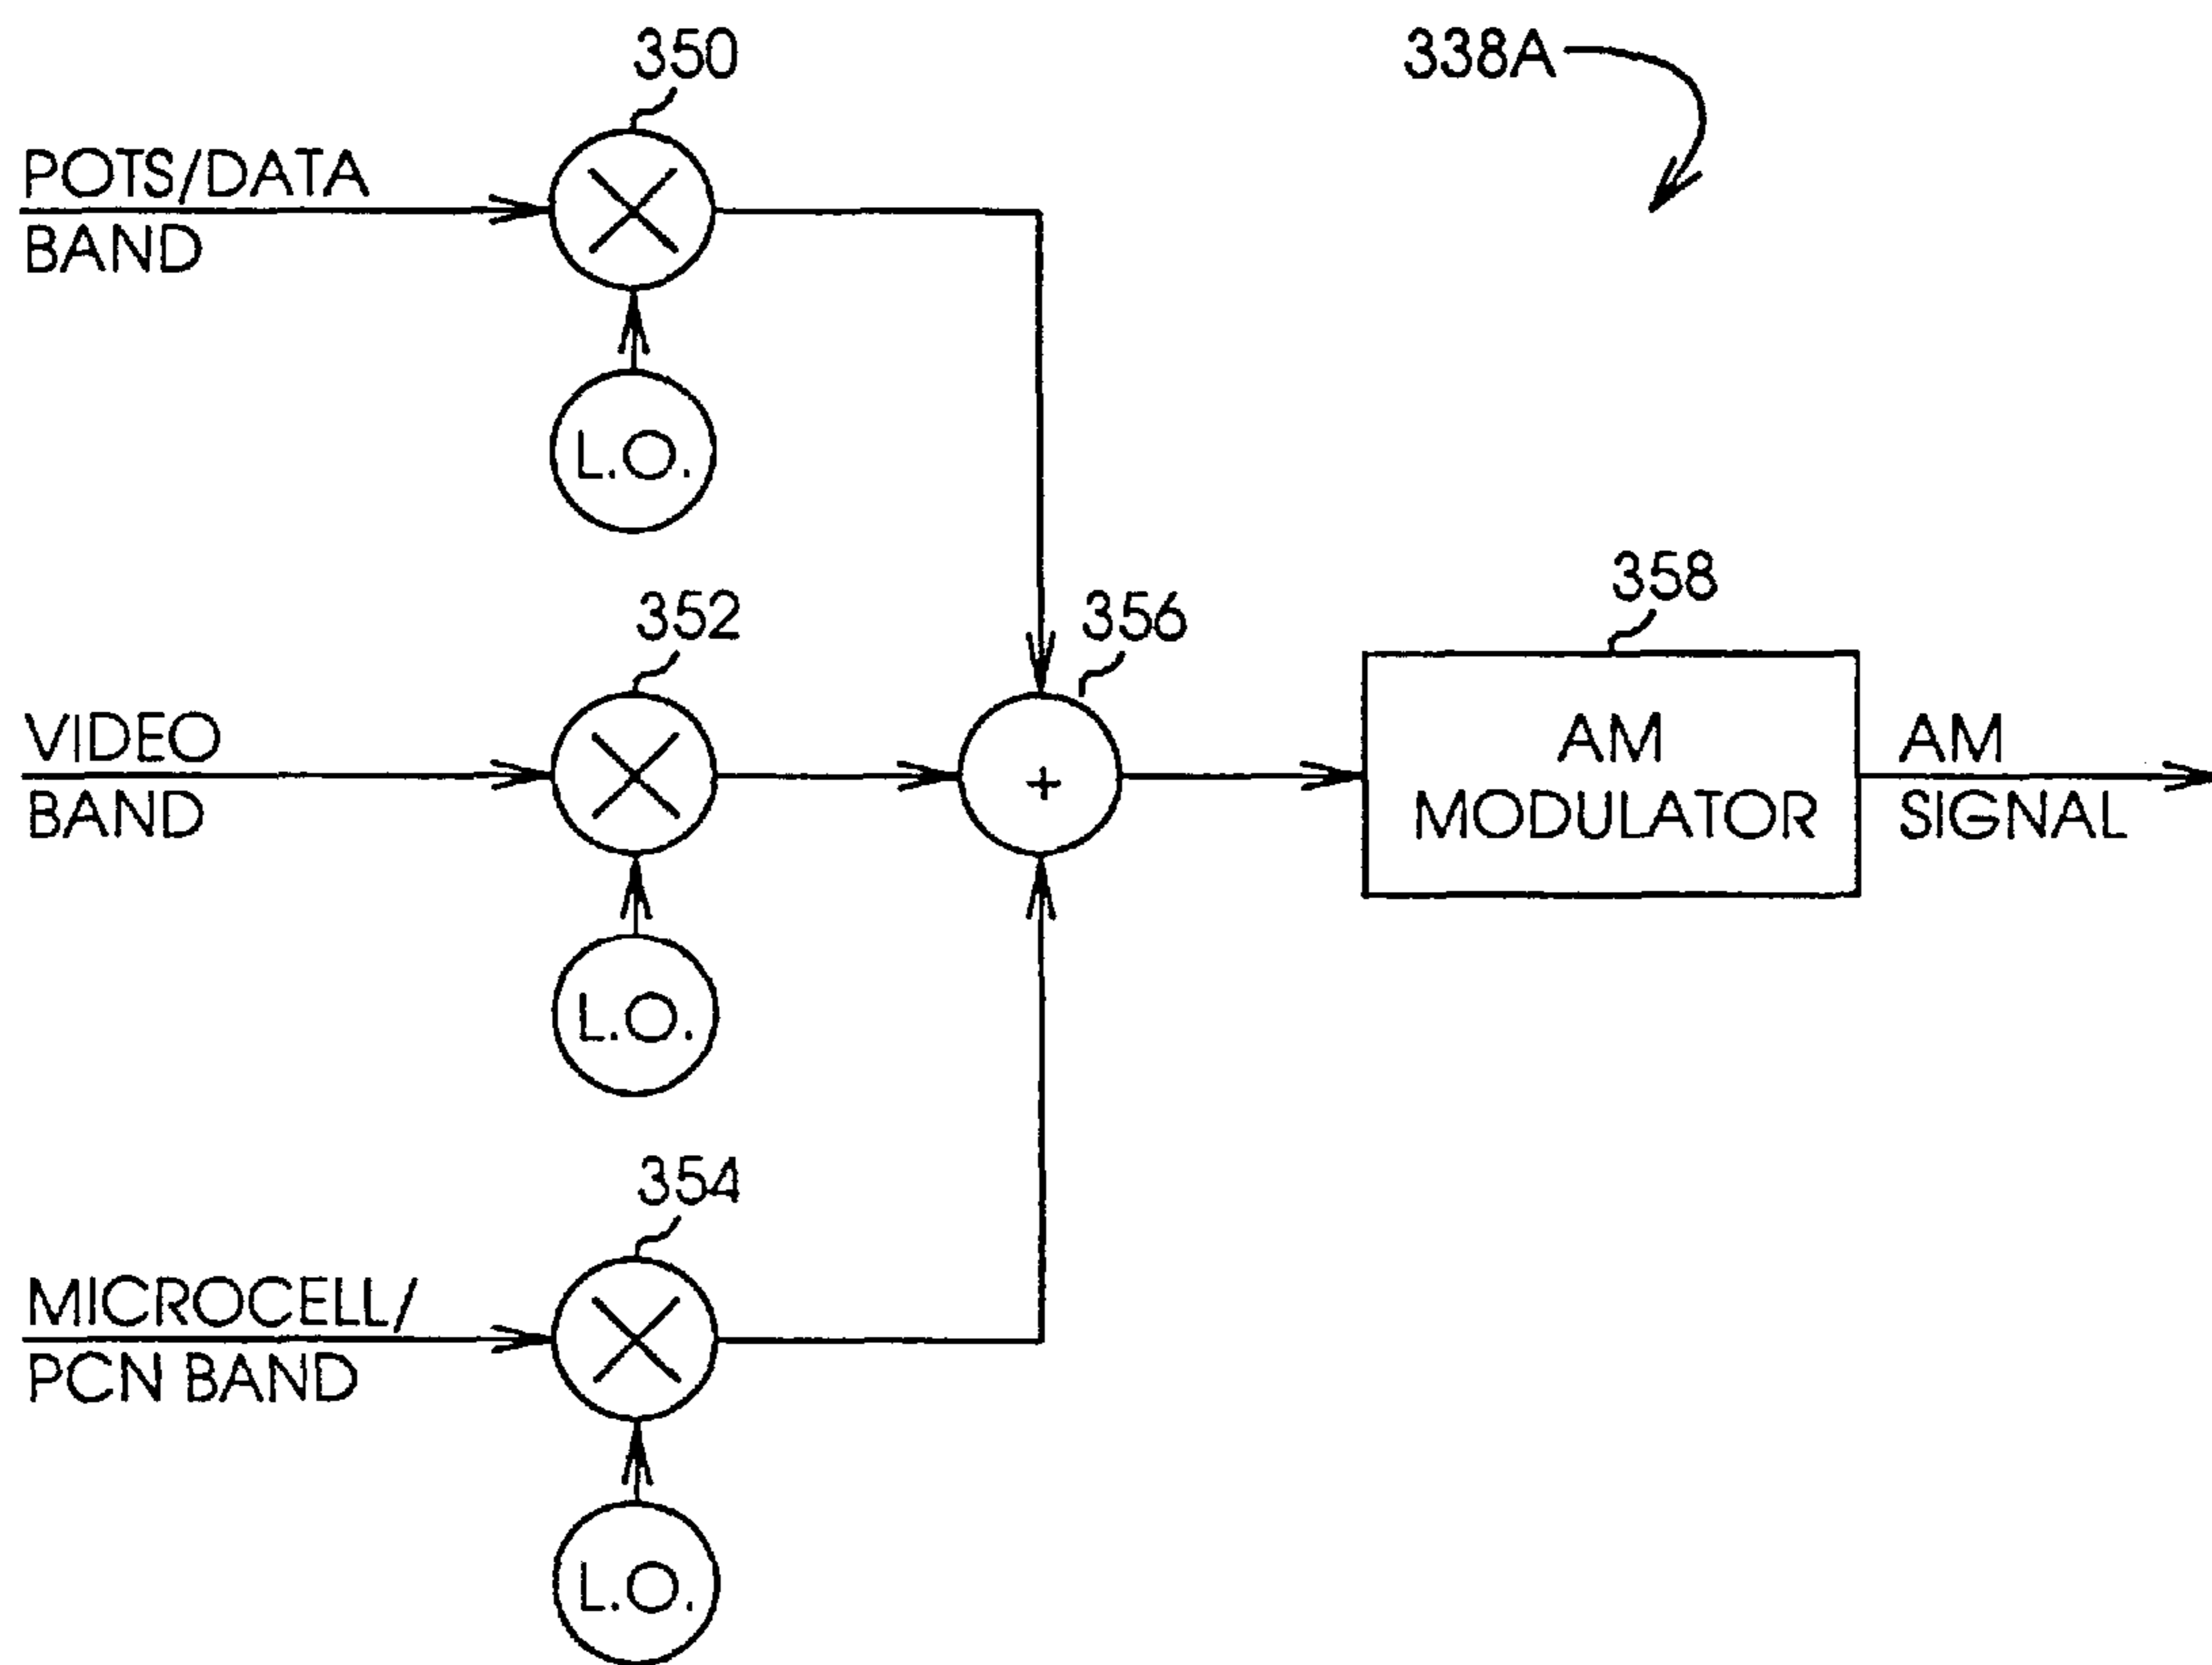 350
338A
POTS/DATA
BAND
L.O.
352
356
358
VIDEO
BAND
AM
MODULATOR
AM
SIGNAL
L.O.
354
MICROCELL/
PCN BAND
L.O.
+